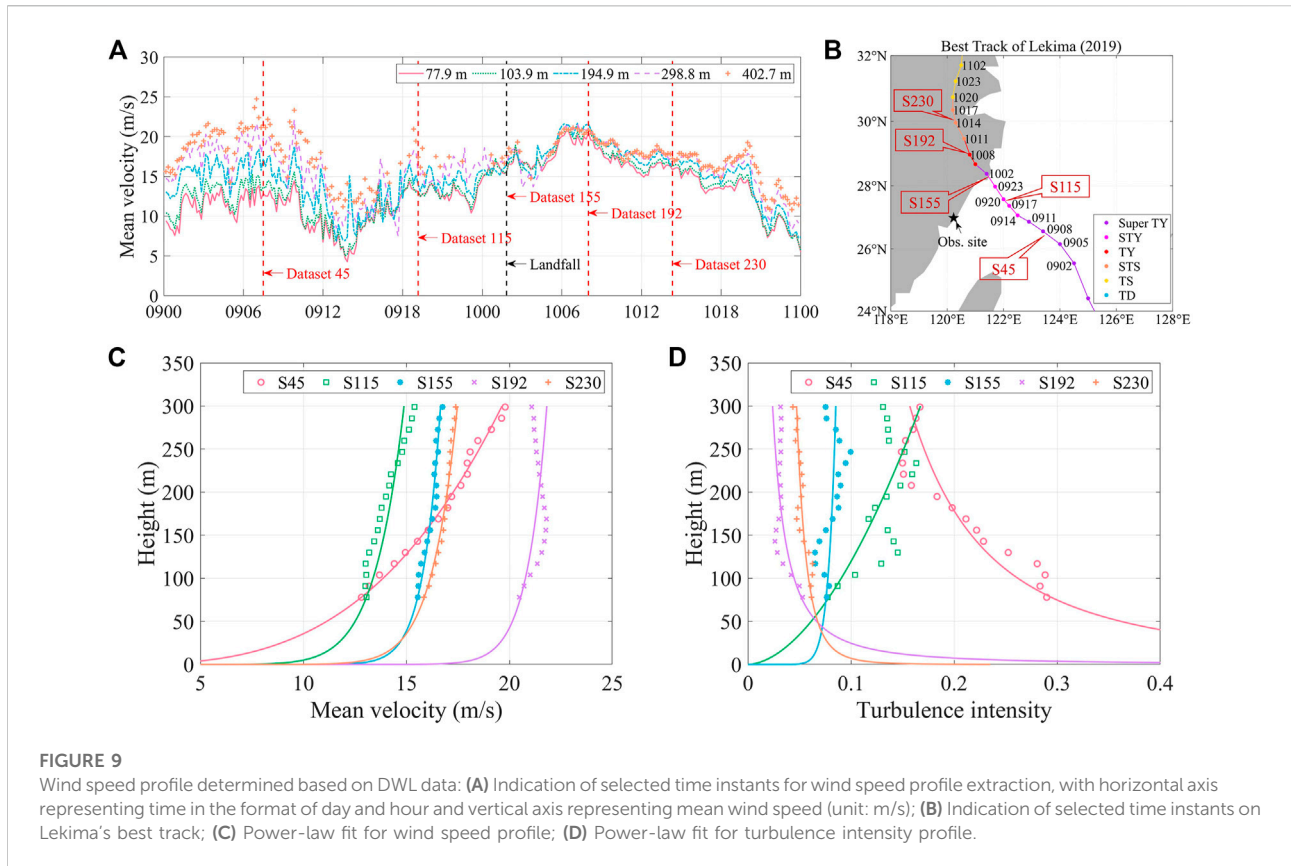 A
Mean velocity (m/s)
30
25
20
15
10
5
0
77.9 m 103.9 m 194.9 m 298.8 m 402.7 m
Dataset 45
Dataset 115
Dataset 155
Landfall
Dataset 192
Dataset 230
0900 0906 0912 0918 1000 1006 1012 1018 1100
B
Best Track of Lekima (2019)
32°N
30°N
28°N
26°N
24°N
1102
1023
1020
1017
1014
1011
1008
1002
0923
0920
0917
0914
0911
0908
0905
0902
S230
S192
S155
S115
S45
Obs. site
Super TY
STY
TY
STS
TS
TD
118°E 120°E 122°E 124°E 126°E 128°E
C
Height (m)
350
300
250
200
150
100
50
0
S45 S115 S155 S192 S230
5 10 15 20 25
Mean velocity (m/s)
D
Height (m)
350
300
250
200
150
100
50
0
S45 S115 S155 S192 S230
0 0.1 0.2 0.3 0.4
Turbulence intensity
FIGURE 9
Wind speed profile determined based on DWL data: (A) Indication of selected time instants for wind speed profile extraction, with horizontal axis
representing time in the format of day and hour and vertical axis representing mean wind speed (unit: m/s); (B) Indication of selected time instants on
Lekima's best track; (C) Power-law fit for wind speed profile; (D) Power-law fit for turbulence intensity profile.